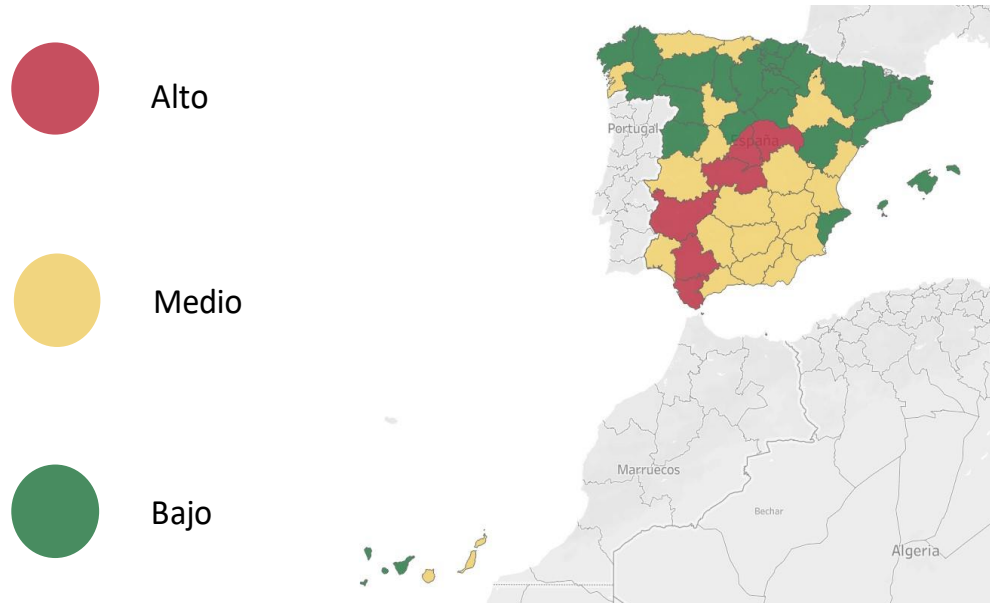 Alto
Portugal
España
Medio
Marruecos
Bajo
Bechar
Algeria